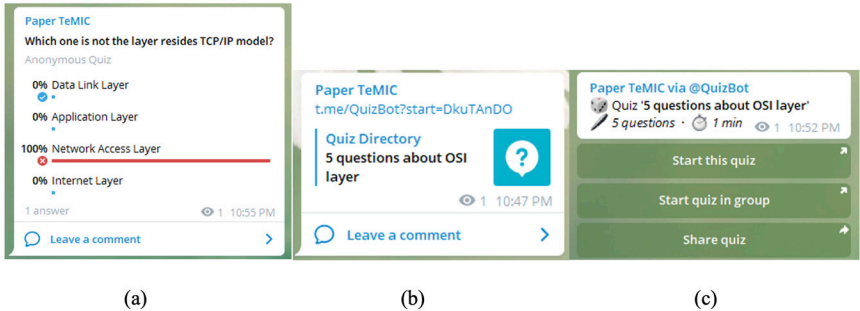 Paper TeMIC
Which one is not the layer resides TCP/IP model?
Anonymous Quiz
0% Data Link Layer
0% Application Layer
100% Network Access Layer
0% Internet Layer
1 answer 1 10:55 PM
Leave a comment
(a)
Paper TeMIC
t.me/QuizBot?start=DkuTAnDO
Quiz Directory
5 questions about OSI
layer
1 10:47 PM
Leave a comment
(b)
Paper TeMIC via @QuizBot
Quiz '5 questions about OSI layer'
5 questions · 1 min 1 10:52 PM
Start this quiz
Start quiz in group
Share quiz
(c)